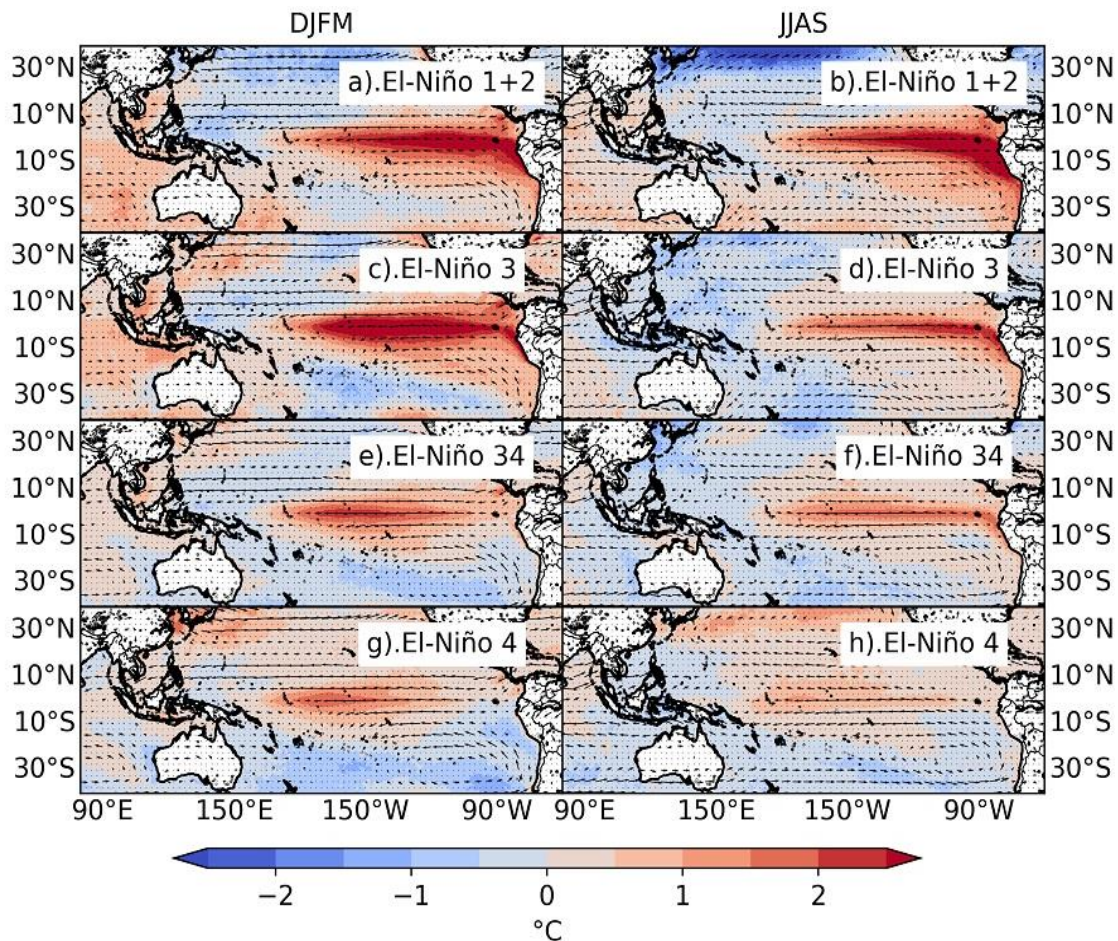 DJFM JJAS
30°N a).El-Niño 1+2 b).El-Niño 1+2 30°N
10°N 10°N
10°S 10°S
30°S 30°S
30°N c).El-Niño 3 d).El-Niño 3 30°N
10°N 10°N
10°S 10°S
30°S 30°S
30°N e).El-Niño 34 f).El-Niño 34 30°N
10°N 10°N
10°S 10°S
30°S 30°S
30°N g).El-Niño 4 h).El-Niño 4 30°N
10°N 10°N
10°S 10°S
30°S 30°S
90°E 150°E 150°W 90°W 90°E 150°E 150°W 90°W
−2 −1 0 1 2
°C